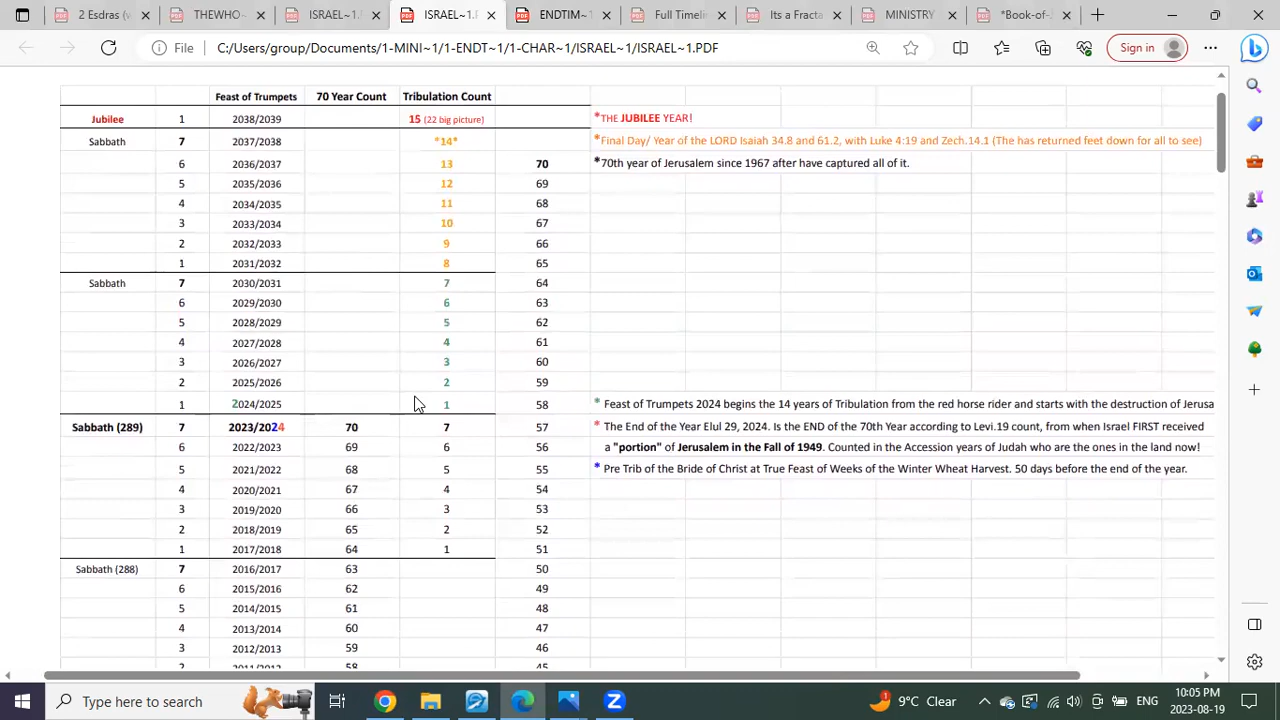 2 Esdras (w
THEWHO
ISRAEL~1.
ISRAEL~1.P
ENDTIM~
Full Timelin
Its a Fracta
MINISTRY
*Book-of-
File C:/Users/group/Documents/1-MINI~1/1-ENDT~1/1-CHAR~1/ISRAEL~1/ISRAEL~1.PDF Sign in
Feast of Trumpets 70 Year Count Tribulation Count
Jubilee 1 2038/2039 15 (22 big picture) *THE JUBILEE YEAR!
Sabbath 7 2037/2038 *14* *Final Day/ Year of the LORD Isaiah 34.8 and 61.2, with Luke 4:19 and Zech.14.1 (The has returned feet down for all to see)
6 2036/2037 13 70 *70th year of Jerusalem since 1967 after have captured all of it.
5 2035/2036 12 69
4 2034/2035 11 68
3 2033/2034 10 67
2 2032/2033 9 66
1 2031/2032 8 65
Sabbath 7 2030/2031 7 64
6 2029/2030 6 63
5 2028/2029 5 62
4 2027/2028 4 61
3 2026/2027 3 60
2 2025/2026 2 59
1 2024/2025 1 58 * Feast of Trumpets 2024 begins the 14 years of Tribulation from the red horse rider and starts with the destruction of Jerusa
Sabbath (289) 7 2023/2024 70 7 57 * The End of the Year Elul 29, 2024. Is the END of the 70th Year according to Levi.19 count, from when Israel FIRST received
6 2022/2023 69 6 56 a "portion" of Jerusalem in the Fall of 1949. Counted in the Accession years of Judah who are the ones in the land now!
5 2021/2022 68 5 55 * Pre Trib of the Bride of Christ at True Feast of Weeks of the Winter Wheat Harvest. 50 days before the end of the year.
4 2020/2021 67 4 54
3 2019/2020 66 3 53
2 2018/2019 65 2 52
1 2017/2018 64 1 51
Sabbath (288) 7 2016/2017 63 50
6 2015/2016 62 49
5 2014/2015 61 48
4 2013/2014 60 47
3 2012/2013 59 46
2 2011/2012 58 45
Type here to search
1 9°C Clear ENG 10:05 PM
2023-08-19